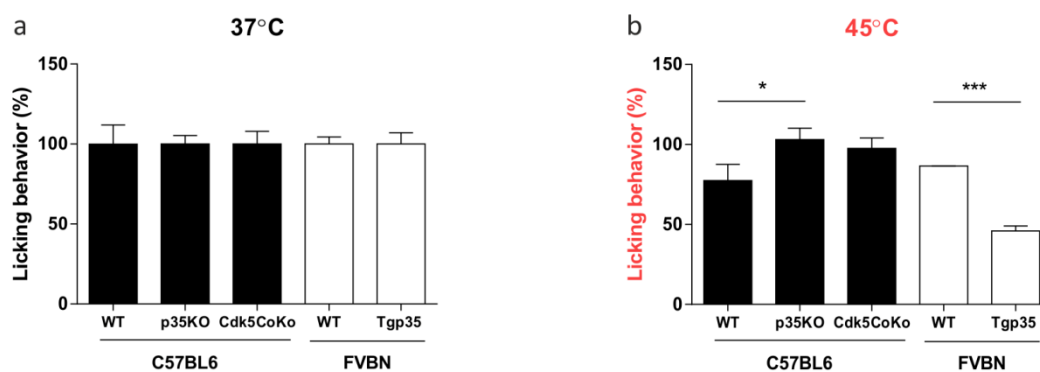 a
37°C
Licking behavior (%)
150
100
50
0
WT p35KO Cdk5CoKo WT Tgp35
C57BL6 FVBN
b
45°C
Licking behavior (%)
150
100
50
0
* ***
WT p35KO Cdk5CoKo WT Tgp35
C57BL6 FVBN